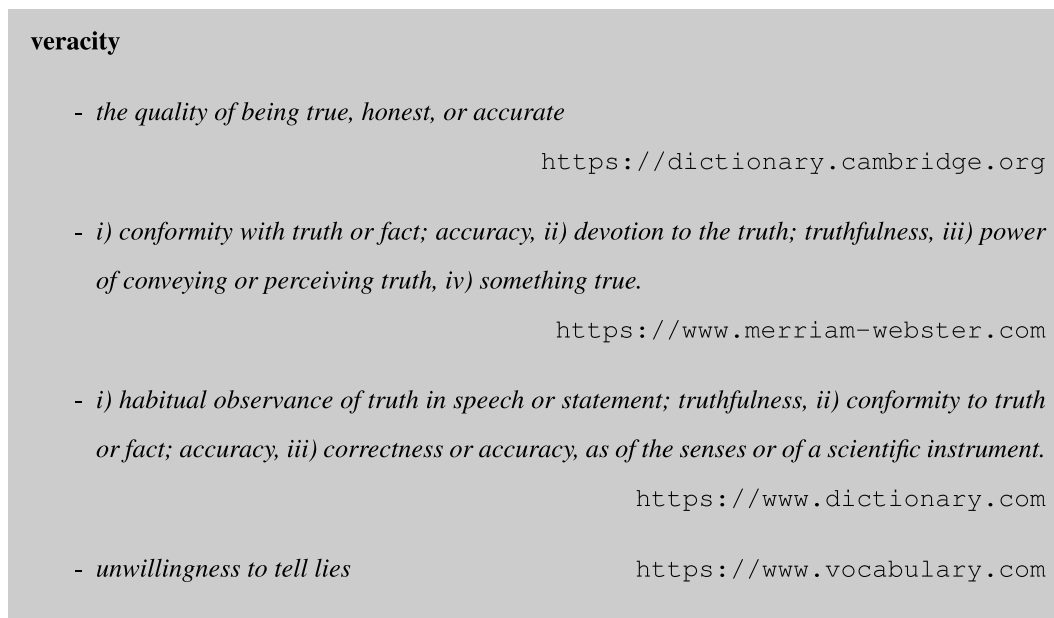 veracity
- the quality of being true, honest, or accurate
https://dictionary.cambridge.org
- i) conformity with truth or fact; accuracy, ii) devotion to the truth; truthfulness, iii) power
of conveying or perceiving truth, iv) something true.
https://www.merriam-webster.com
- i) habitual observance of truth in speech or statement; truthfulness, ii) conformity to truth
or fact; accuracy, iii) correctness or accuracy, as of the senses or of a scientific instrument.
https://www.dictionary.com
- unwillingness to tell lies https://www.vocabulary.com